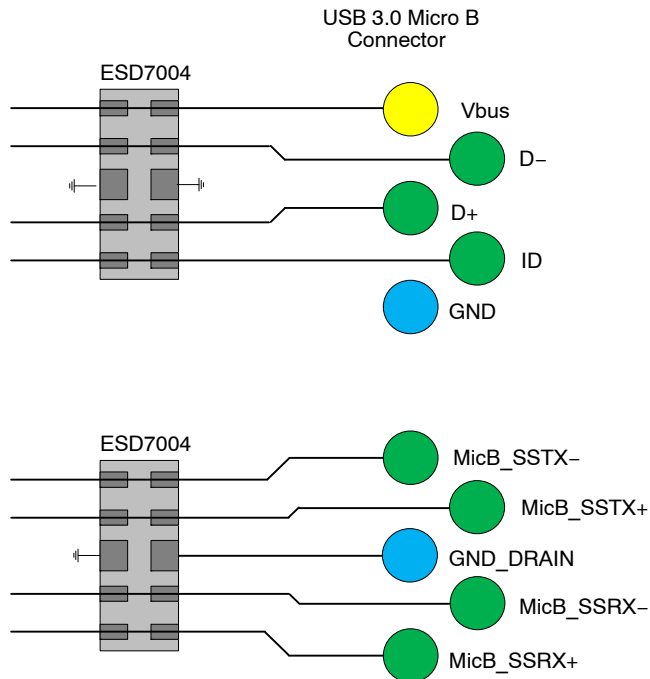 USB 3.0 Micro B
Connector
ESD7004
Vbus
D−
D+
ID
GND
ESD7004
MicB_SSTX−
MicB_SSTX+
GND_DRAIN
MicB_SSRX−
MicB_SSRX+